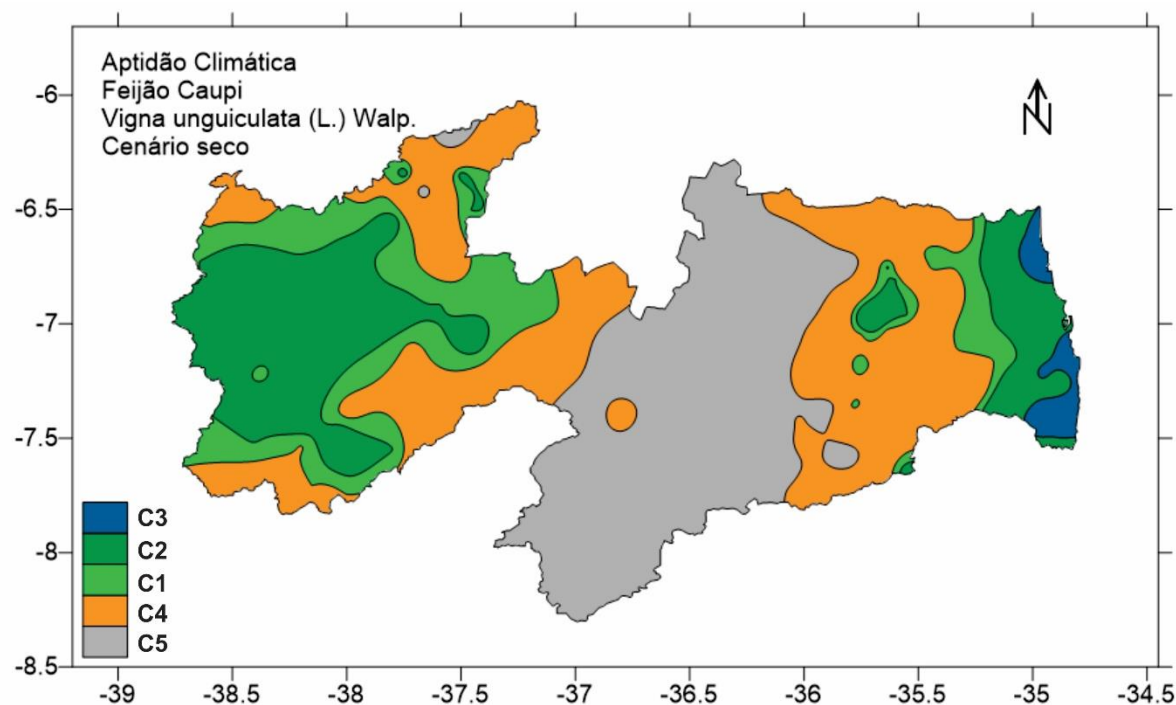 Aptidão Climática
Feijão Caupi
Vigna unguiculata (L.) Walp.
Cenário seco
N
-6
-6.5
-7
-7.5
-8
-8.5
C3
C2
C1
C4
C5
-39 -38.5 -38 -37.5 -37 -36.5 -36 -35.5 -35 -34.5